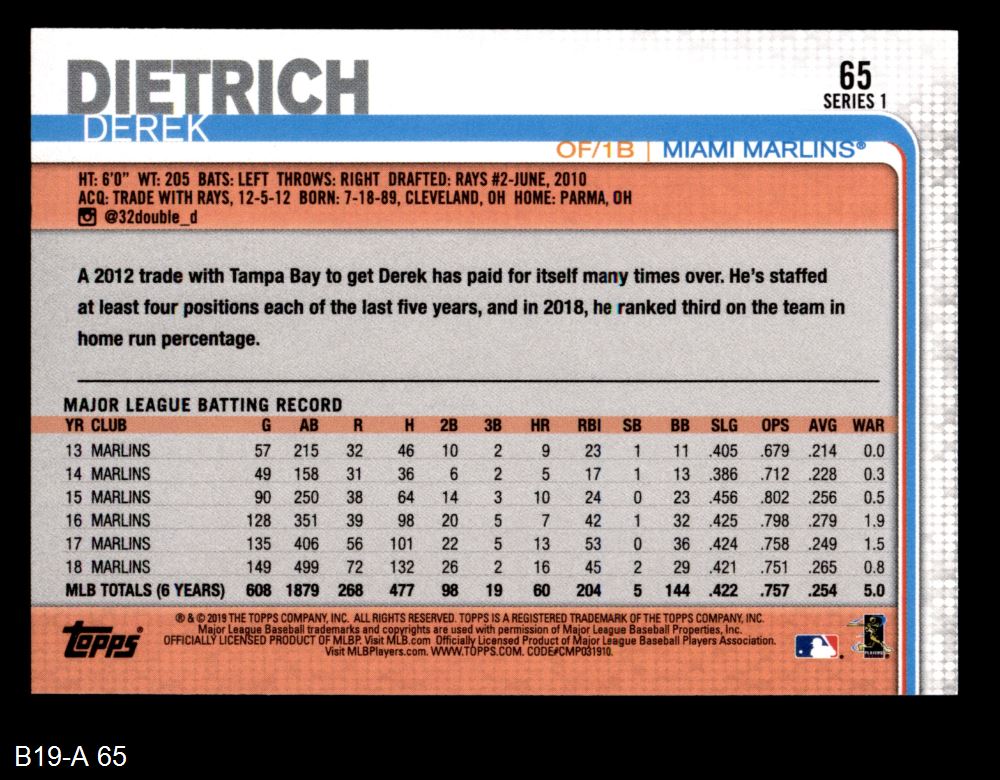 DIETRICH
DEREK
65
SERIES 1
OF/1B | MIAMI MARLINS®
HT: 6'0" WT: 205 BATS: LEFT THROWS: RIGHT DRAFTED: RAYS #2-JUNE, 2010
ACQ: TRADE WITH RAYS, 12-5-12 BORN: 7-18-89, CLEVELAND, OH HOME: PARMA, OH
@32double_d
A 2012 trade with Tampa Bay to get Derek has paid for itself many times over. He's staffed
at least four positions each of the last five years, and in 2018, he ranked third on the team in
home run percentage.
MAJOR LEAGUE BATTING RECORD
YR CLUB G AB R H 2B 3B HR RBI SB BB SLG OPS AVG WAR
13 MARLINS 57 215 32 46 10 2 9 23 1 11 .405 .679 .214 0.0
14 MARLINS 49 158 31 36 6 2 5 17 1 13 .386 .712 .228 0.3
15 MARLINS 90 250 38 64 14 3 10 24 0 23 .456 .802 .256 0.5
16 MARLINS 128 351 39 98 20 5 7 42 1 32 .425 .798 .279 1.9
17 MARLINS 135 406 56 101 22 5 13 53 0 36 .424 .758 .249 1.5
18 MARLINS 149 499 72 132 26 2 16 45 2 29 .421 .751 .265 0.8
MLB TOTALS (6 YEARS) 608 1879 268 477 98 19 60 204 5 144 .422 .757 .254 5.0
® & © 2019 THE TOPPS COMPANY, INC. ALL RIGHTS RESERVED. TOPPS IS A REGISTERED TRADEMARK OF THE TOPPS COMPANY, INC.
Major League Baseball trademarks and copyrights are used with permission of Major League Baseball Properties, Inc.
OFFICIALLY LICENSED PRODUCT OF MLBP. Visit MLB.com Officially Licensed Product of Major League Baseball Players Association.
Visit MLBPlayers.com. WWW.TOPPS.COM. CODE#CMP031910.
Topps®
PLAYERS
B19-A 65